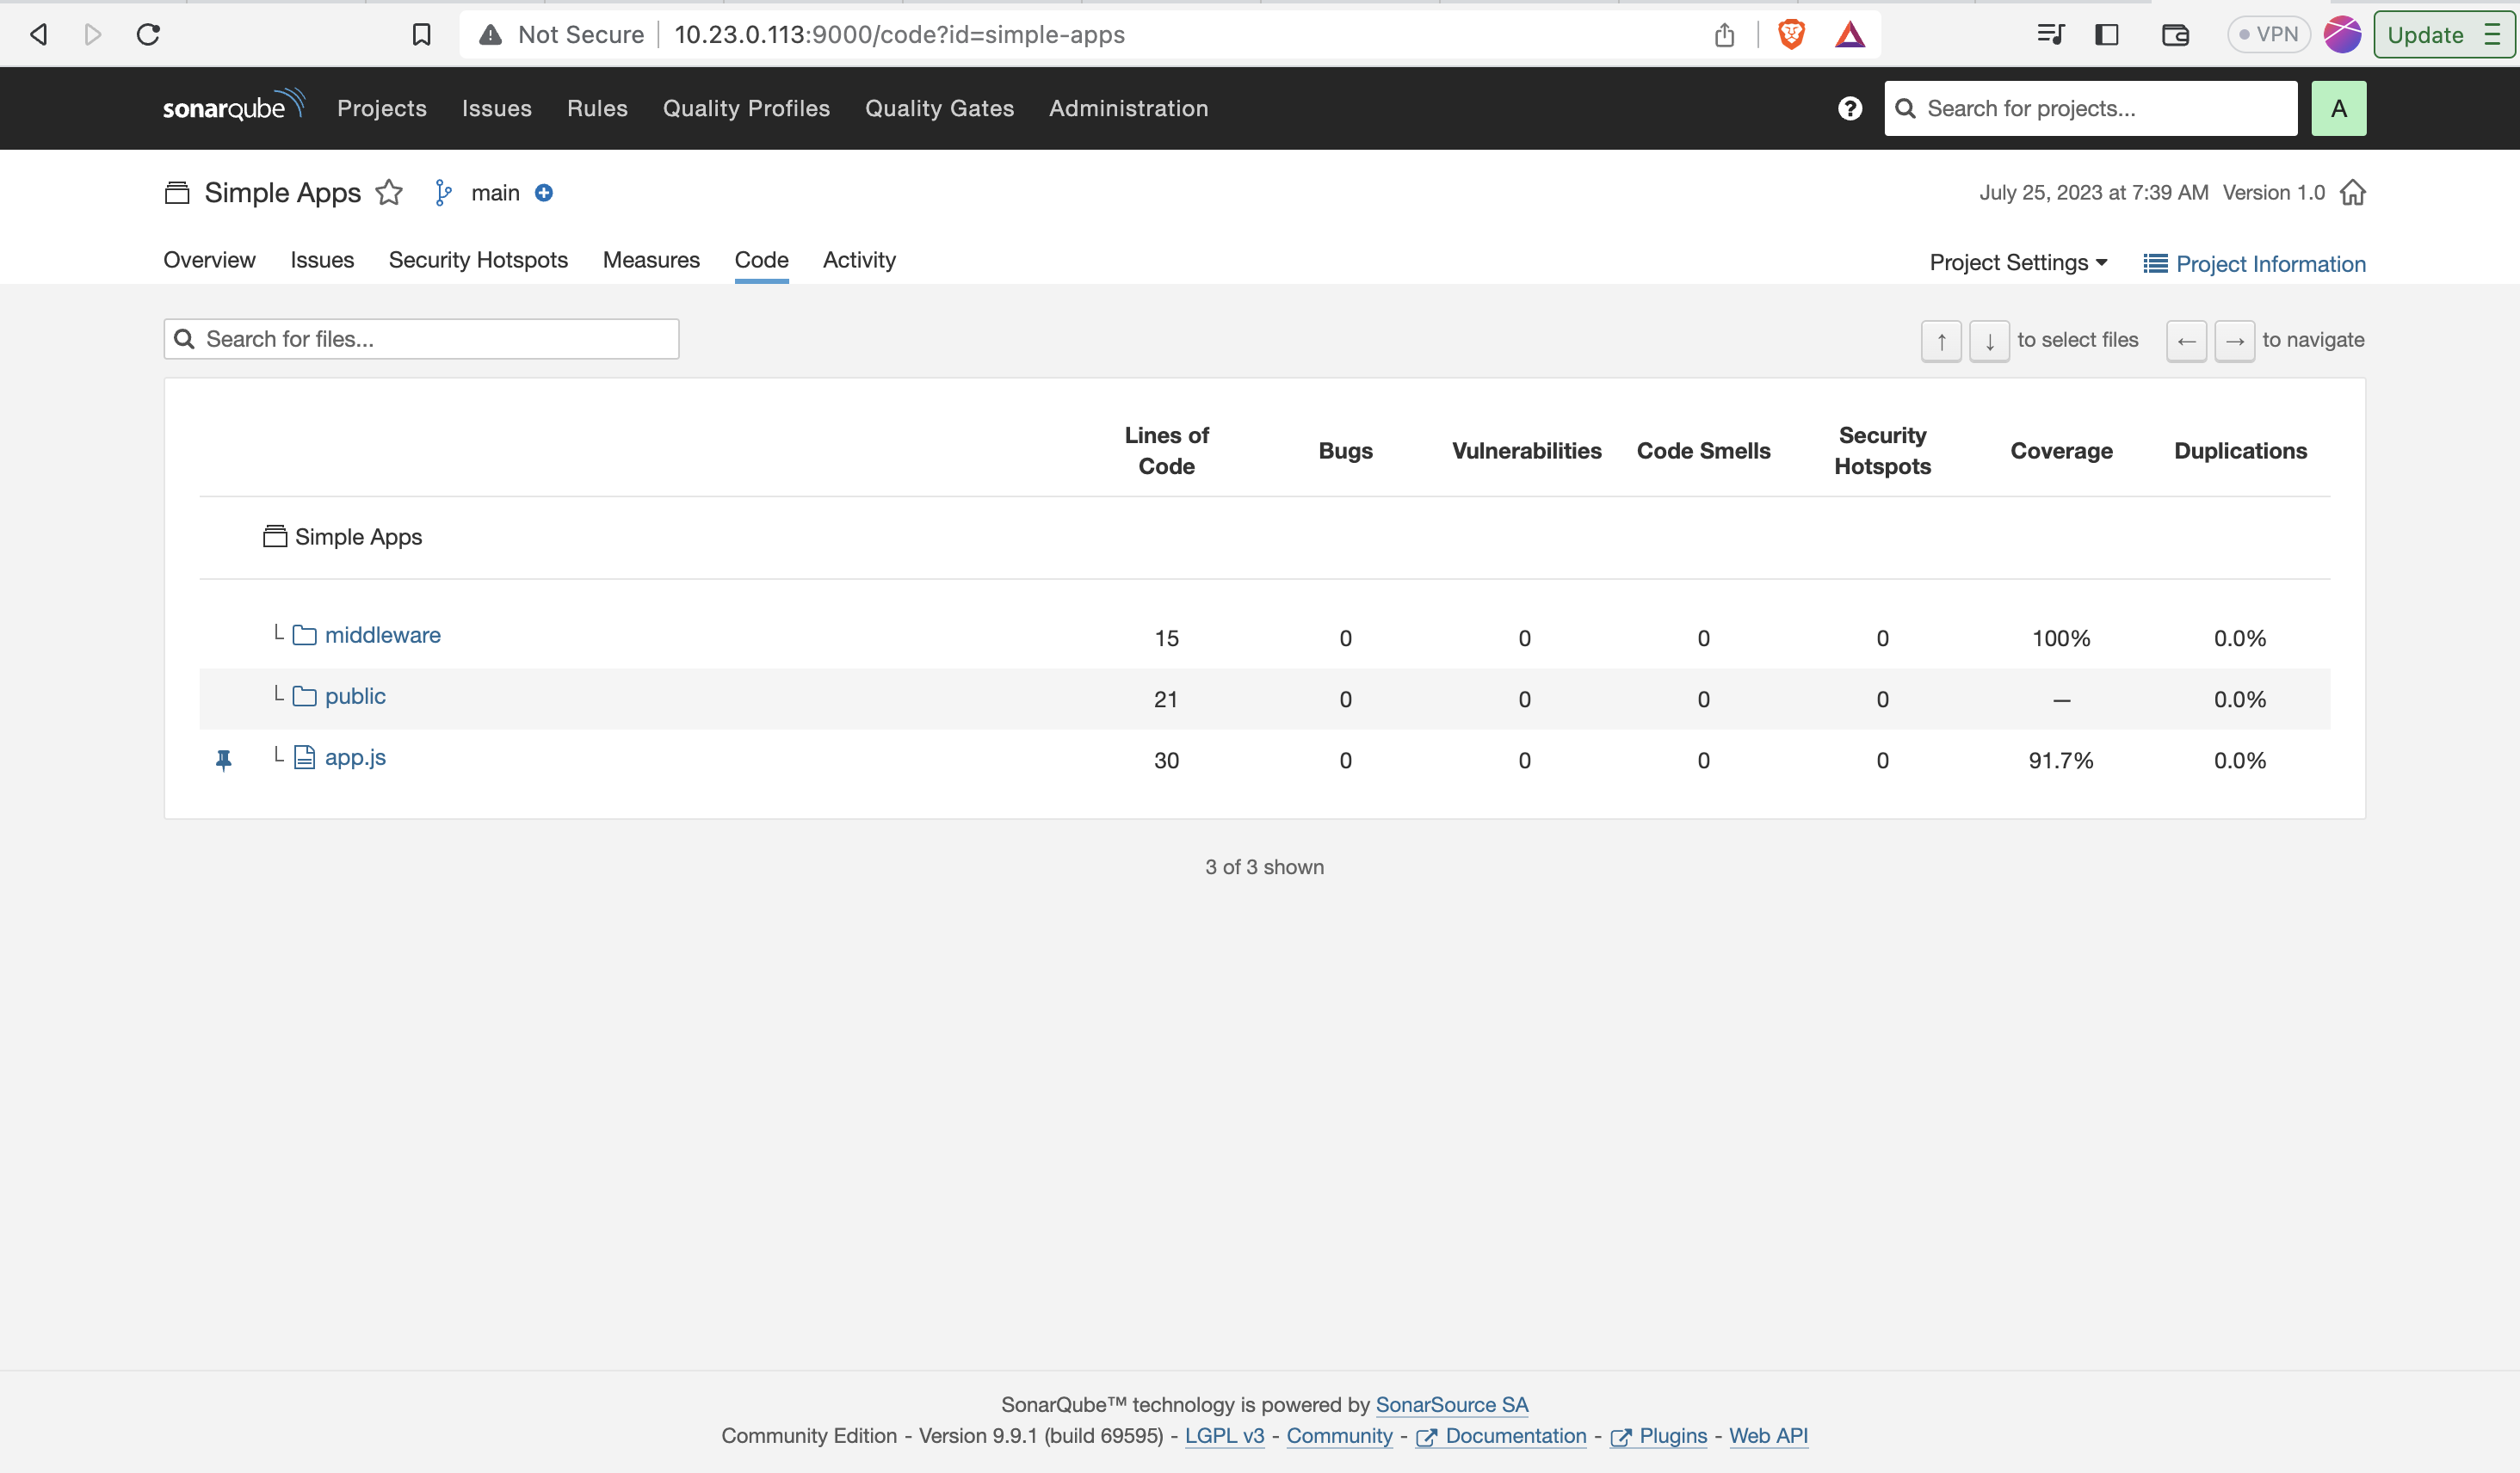 Not Secure 10.23.0.113:9000/code?id=simple-apps VPN Update
sonarqube Projects Issues Rules Quality Profiles Quality Gates Administration ? Search for projects... A
Simple Apps main July 25, 2023 at 7:39 AM Version 1.0
Overview Issues Security Hotspots Measures Code Activity Project Settings Project Information
Search for files... ↑ ↓ to select files ← → to navigate
Lines of Code Bugs Vulnerabilities Code Smells Security Hotspots Coverage Duplications
Simple Apps
middleware 15 0 0 0 0 100% 0.0%
public 21 0 0 0 0 — 0.0%
app.js 30 0 0 0 0 91.7% 0.0%
3 of 3 shown
SonarQube™ technology is powered by SonarSource SA
Community Edition - Version 9.9.1 (build 69595) - LGPL v3 - Community - Documentation - Plugins - Web API